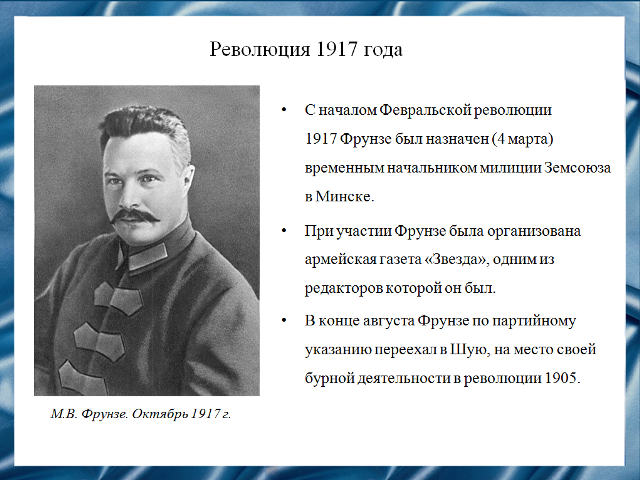 Революция 1917 года
• С началом Февральской революции
1917 Фрунзе был назначен (4 марта)
временным начальником милиции Земсоюза
в Минске.
• При участии Фрунзе была организована
армейская газета «Звезда», одним из
редакторов которой он был.
• В конце августа Фрунзе по партийному
указанию переехал в Шую, на место своей
бурной деятельности в революции 1905.
М.В. Фрунзе. Октябрь 1917 г.